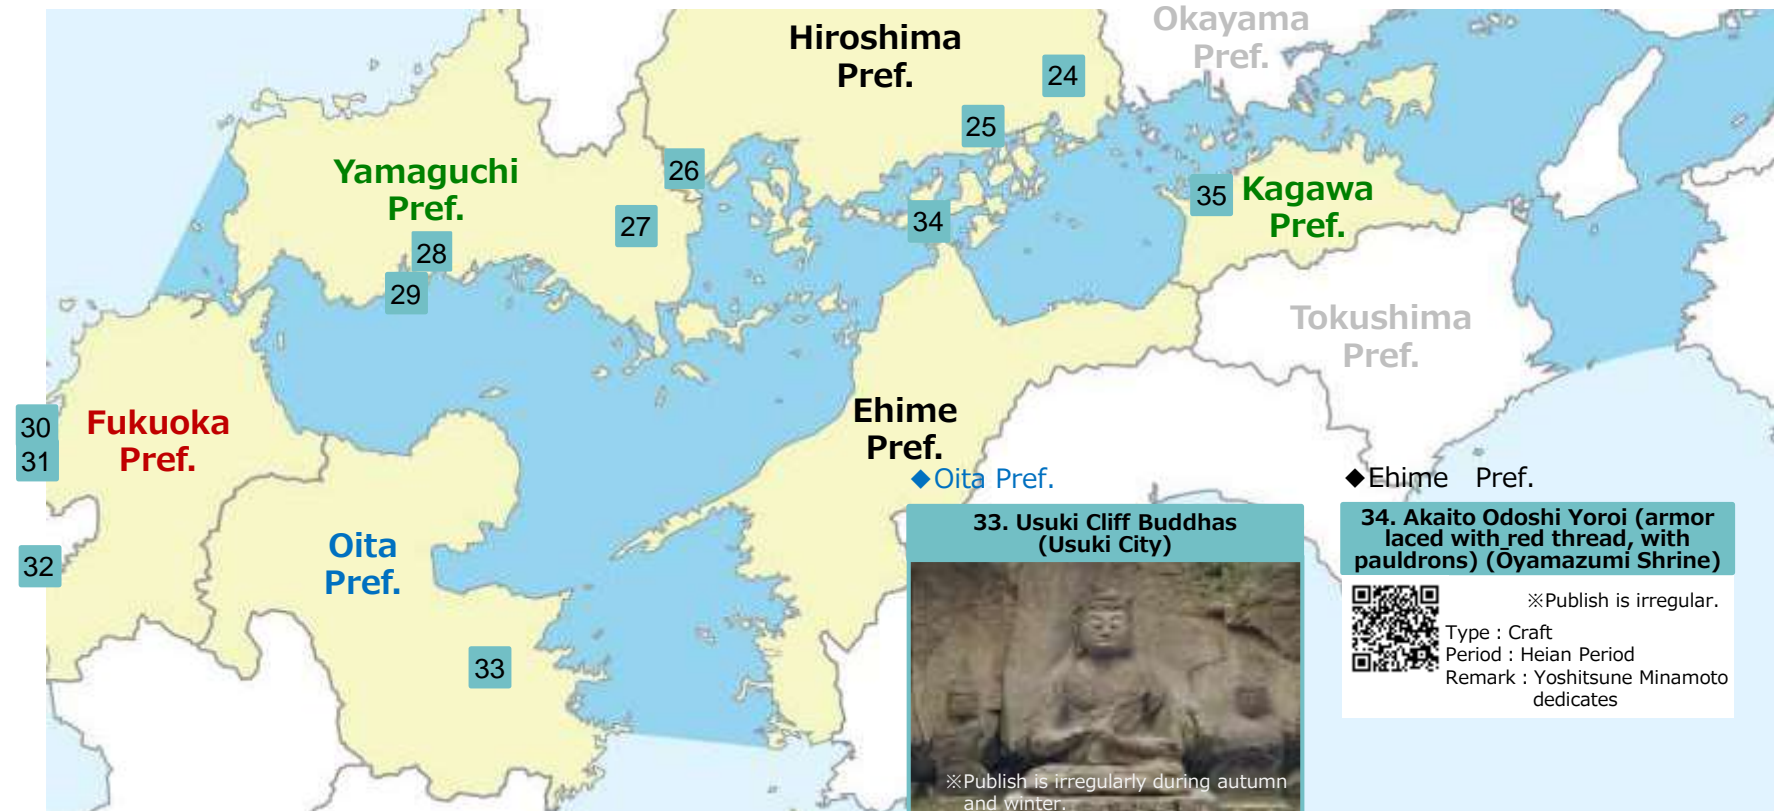 Okayama
Pref.
Hiroshima
Pref.
24
25
26
Yamaguchi
Pref.
27
28
29
34
35
Kagawa
Pref.
Tokushima
Pref.
30
31
Fukuoka
Pref.
32
Oita
Pref.
33
Ehime
Pref.
◆Oita Pref.
33. Usuki Cliff Buddhas
(Usuki City)
※Publish is irregularly during autumn
and winter.
◆Ehime Pref.
34. Akaito Odoshi Yoroi (armor
laced with red thread, with
pauldrons) (Ōyamazumi Shrine)
※Publish is irregular.
Type : Craft
Period : Heian Period
Remark : Yoshitsune Minamoto
dedicates